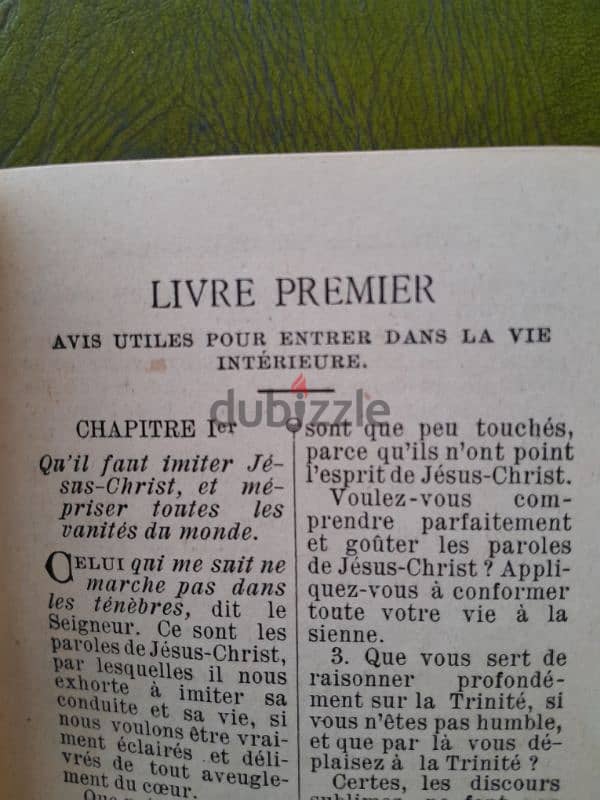 LIVRE PREMIER
AVIS UTILES POUR ENTRER DANS LA VIE
INTÉRIEURE.
dubizzle
CHAPITRE Ier
Qu'il faut imiter Jé-
sus-Christ, et mé-
priser toutes les
vanités du monde.
CELUI qui me suit ne
marche pas dans
les ténèbres, dit le
Seigneur. Ce sont les
paroles de Jésus-Christ,
par lesquelles il nous
exhorte à imiter sa
conduite et sa vie, si
nous voulons être vrai-
ment éclairés et déli-
vrés de tout aveugle-
ment du cœur.
Que
sont que peu touchés,
parce qu'ils n'ont point
l'esprit de Jésus-Christ.
Voulez-vous com-
prendre parfaitement
et goûter les paroles
de Jésus-Christ ? Appli-
quez-vous à conformer
toute votre vie à la
sienne.
3. Que vous sert de
raisonner profondé-
ment sur la Trinité, si
vous n'êtes pas humble,
et que par là vous dé-
plaisez à la Trinité ?
Certes, les discours